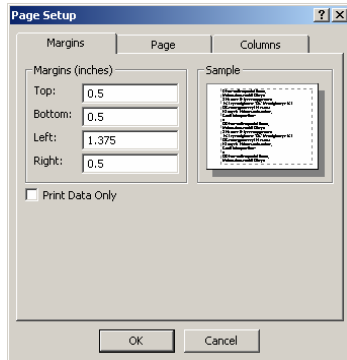 Page Setup
Margins Page Columns
Margins (inches) Sample
Top: 0.5
Bottom: 0.5
Left: 1.375
Right: 0.5
Print Data Only
OK Cancel